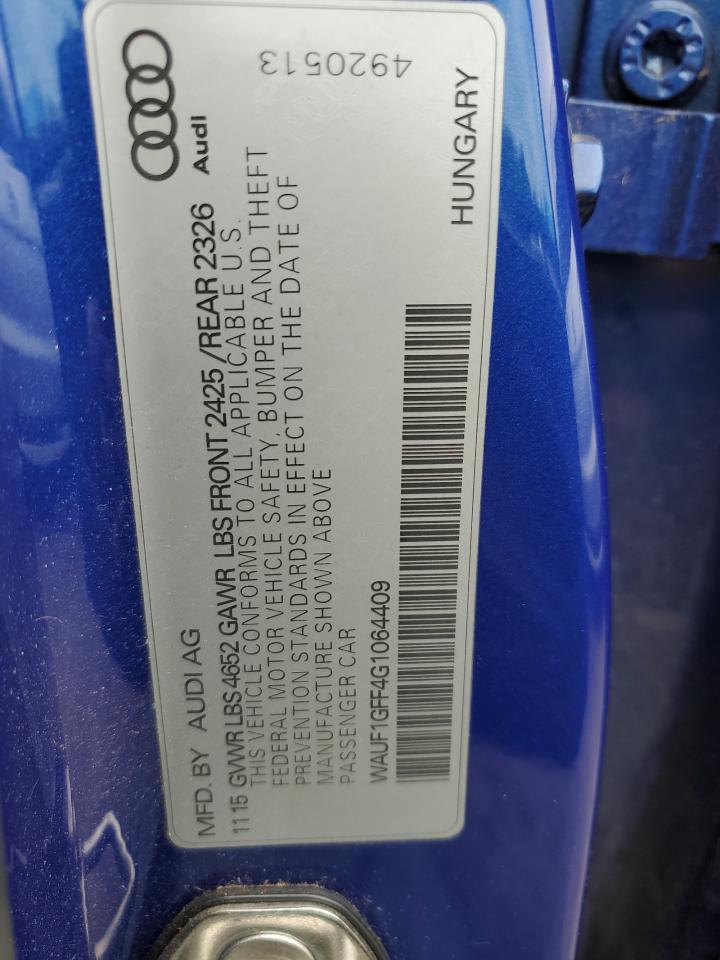 MFD. BY AUDI AG
11 15 GVWR LBS 4652 GAWR LBS FRONT 2425 / REAR 2326
THIS VEHICLE CONFORMS TO ALL APPLICABLE U.S.
FEDERAL MOTOR VEHICLE SAFETY, BUMPER AND THEFT
PREVENTION STANDARDS IN EFFECT ON THE DATE OF
MANUFACTURE SHOWN ABOVE
PASSENGER CAR
WAUF1GFF4G1064409
Audi
4920513
HUNGARY